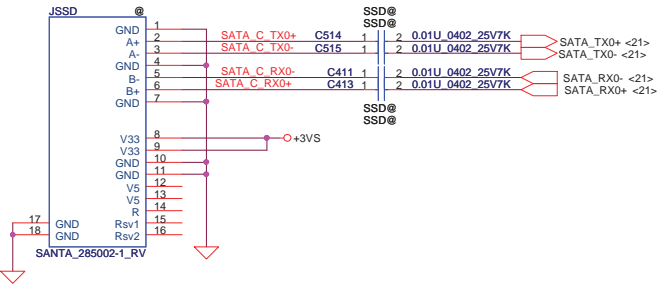 JSSD @
SSD@
SSD@
GND 1
A+ 2 SATA_C_TX0+ C514 1 2 0.01U_0402_25V7K SATA_TX0+ <21>
A- 3 SATA_C_TX0- C515 1 2 0.01U_0402_25V7K SATA_TX0- <21>
GND 4
B- 5 SATA_C_RX0- C411 1 2 0.01U_0402_25V7K SATA_RX0- <21>
B+ 6 SATA_C_RX0+ C413 1 2 0.01U_0402_25V7K SATA_RX0+ <21>
GND 7
SSD@
SSD@
V33 8 +3VS
V33 9
GND 10
GND 11
V5 12
V5 13
R 14
17 GND Rsv1 15
18 GND Rsv2 16
SANTA_285002-1_RV